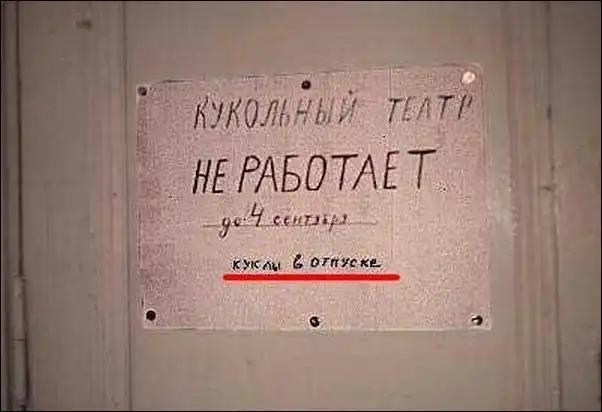 КУКОЛЬНЫЙ ТЕАТР
НЕ РАБОТАЕТ
до 4 сентября
куклы в отпуске